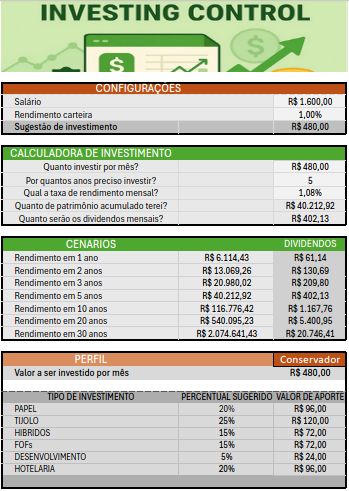 INVESTING CONTROL
$
$
CONFIGURAÇÕES
Salário R$ 1.600,00
Rendimento carteira 1,00%
Sugestão de investimento R$ 480,00
CALCULADORA DE INVESTIMENTO
Quanto investir por mês? R$ 480,00
Por quantos anos preciso investir? 5
Qual a taxa de rendimento mensal? 1,08%
Quanto de patrimônio acumulado terei? R$ 40.212,92
Quanto serão os dividendos mensais? R$ 402,13
CENARIOS DIVIDENDOS
Rendimento em 1 ano R$ 6.114,43 R$ 61,14
Rendimento em 2 anos R$ 13.069,26 R$ 130,69
Rendimento em 3 anos R$ 20.980,02 R$ 209,80
Rendimento em 5 anos R$ 40.212,92 R$ 402,13
Rendimento em 10 anos R$ 116.776,42 R$ 1.167,76
Rendimento em 20 anos R$ 540.095,23 R$ 5.400,95
Rendimento em 30 anos R$ 2.074.641,43 R$ 20.746,41
PERFIL Conservador
Valor a ser investido por mês R$ 480,00
TIPO DE INVESTIMENTO PERCENTUAL SUGERIDO VALOR DE APORTE
PAPEL 20% R$ 96,00
TIJOLO 25% R$ 120,00
HIBRIDOS 15% R$ 72,00
FOFs 15% R$ 72,00
DESENVOLVIMENTO 5% R$ 24,00
HOTELARIA 20% R$ 96,00